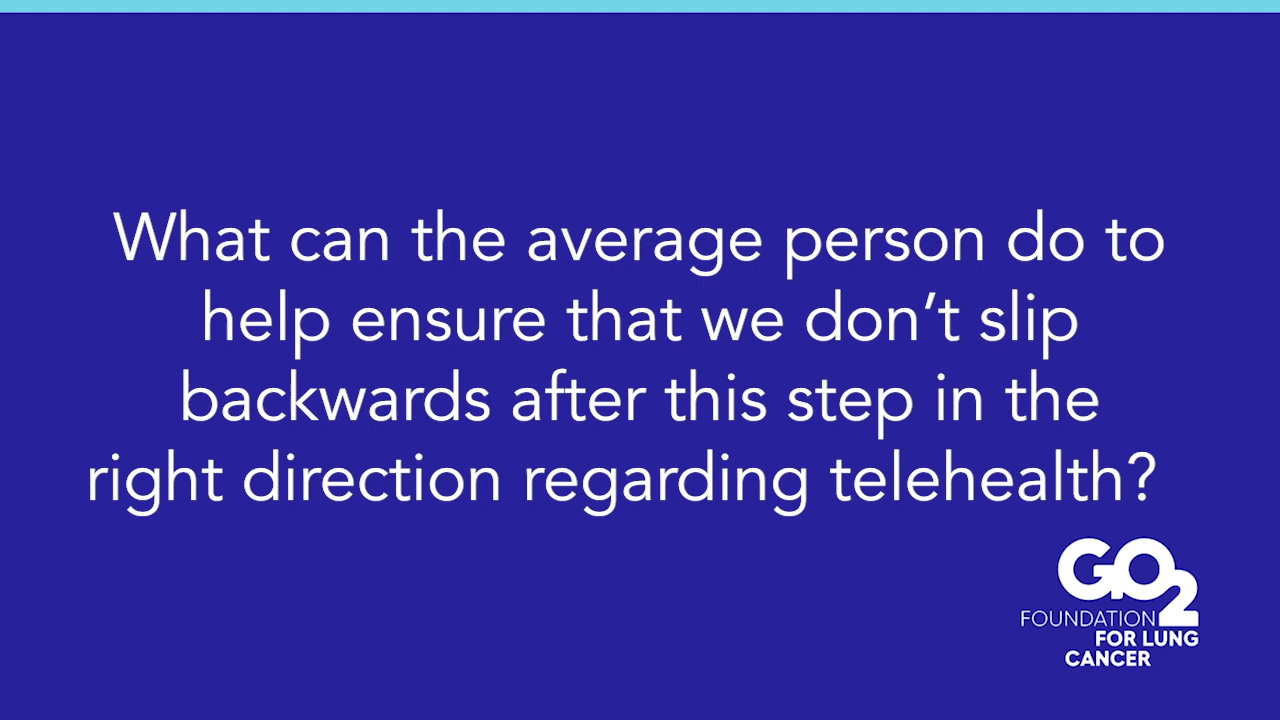 What can the average person do to
help ensure that we don’t slip
backwards after this step in the
right direction regarding telehealth?
GO2
FOUNDATION
FOR LUNG
CANCER